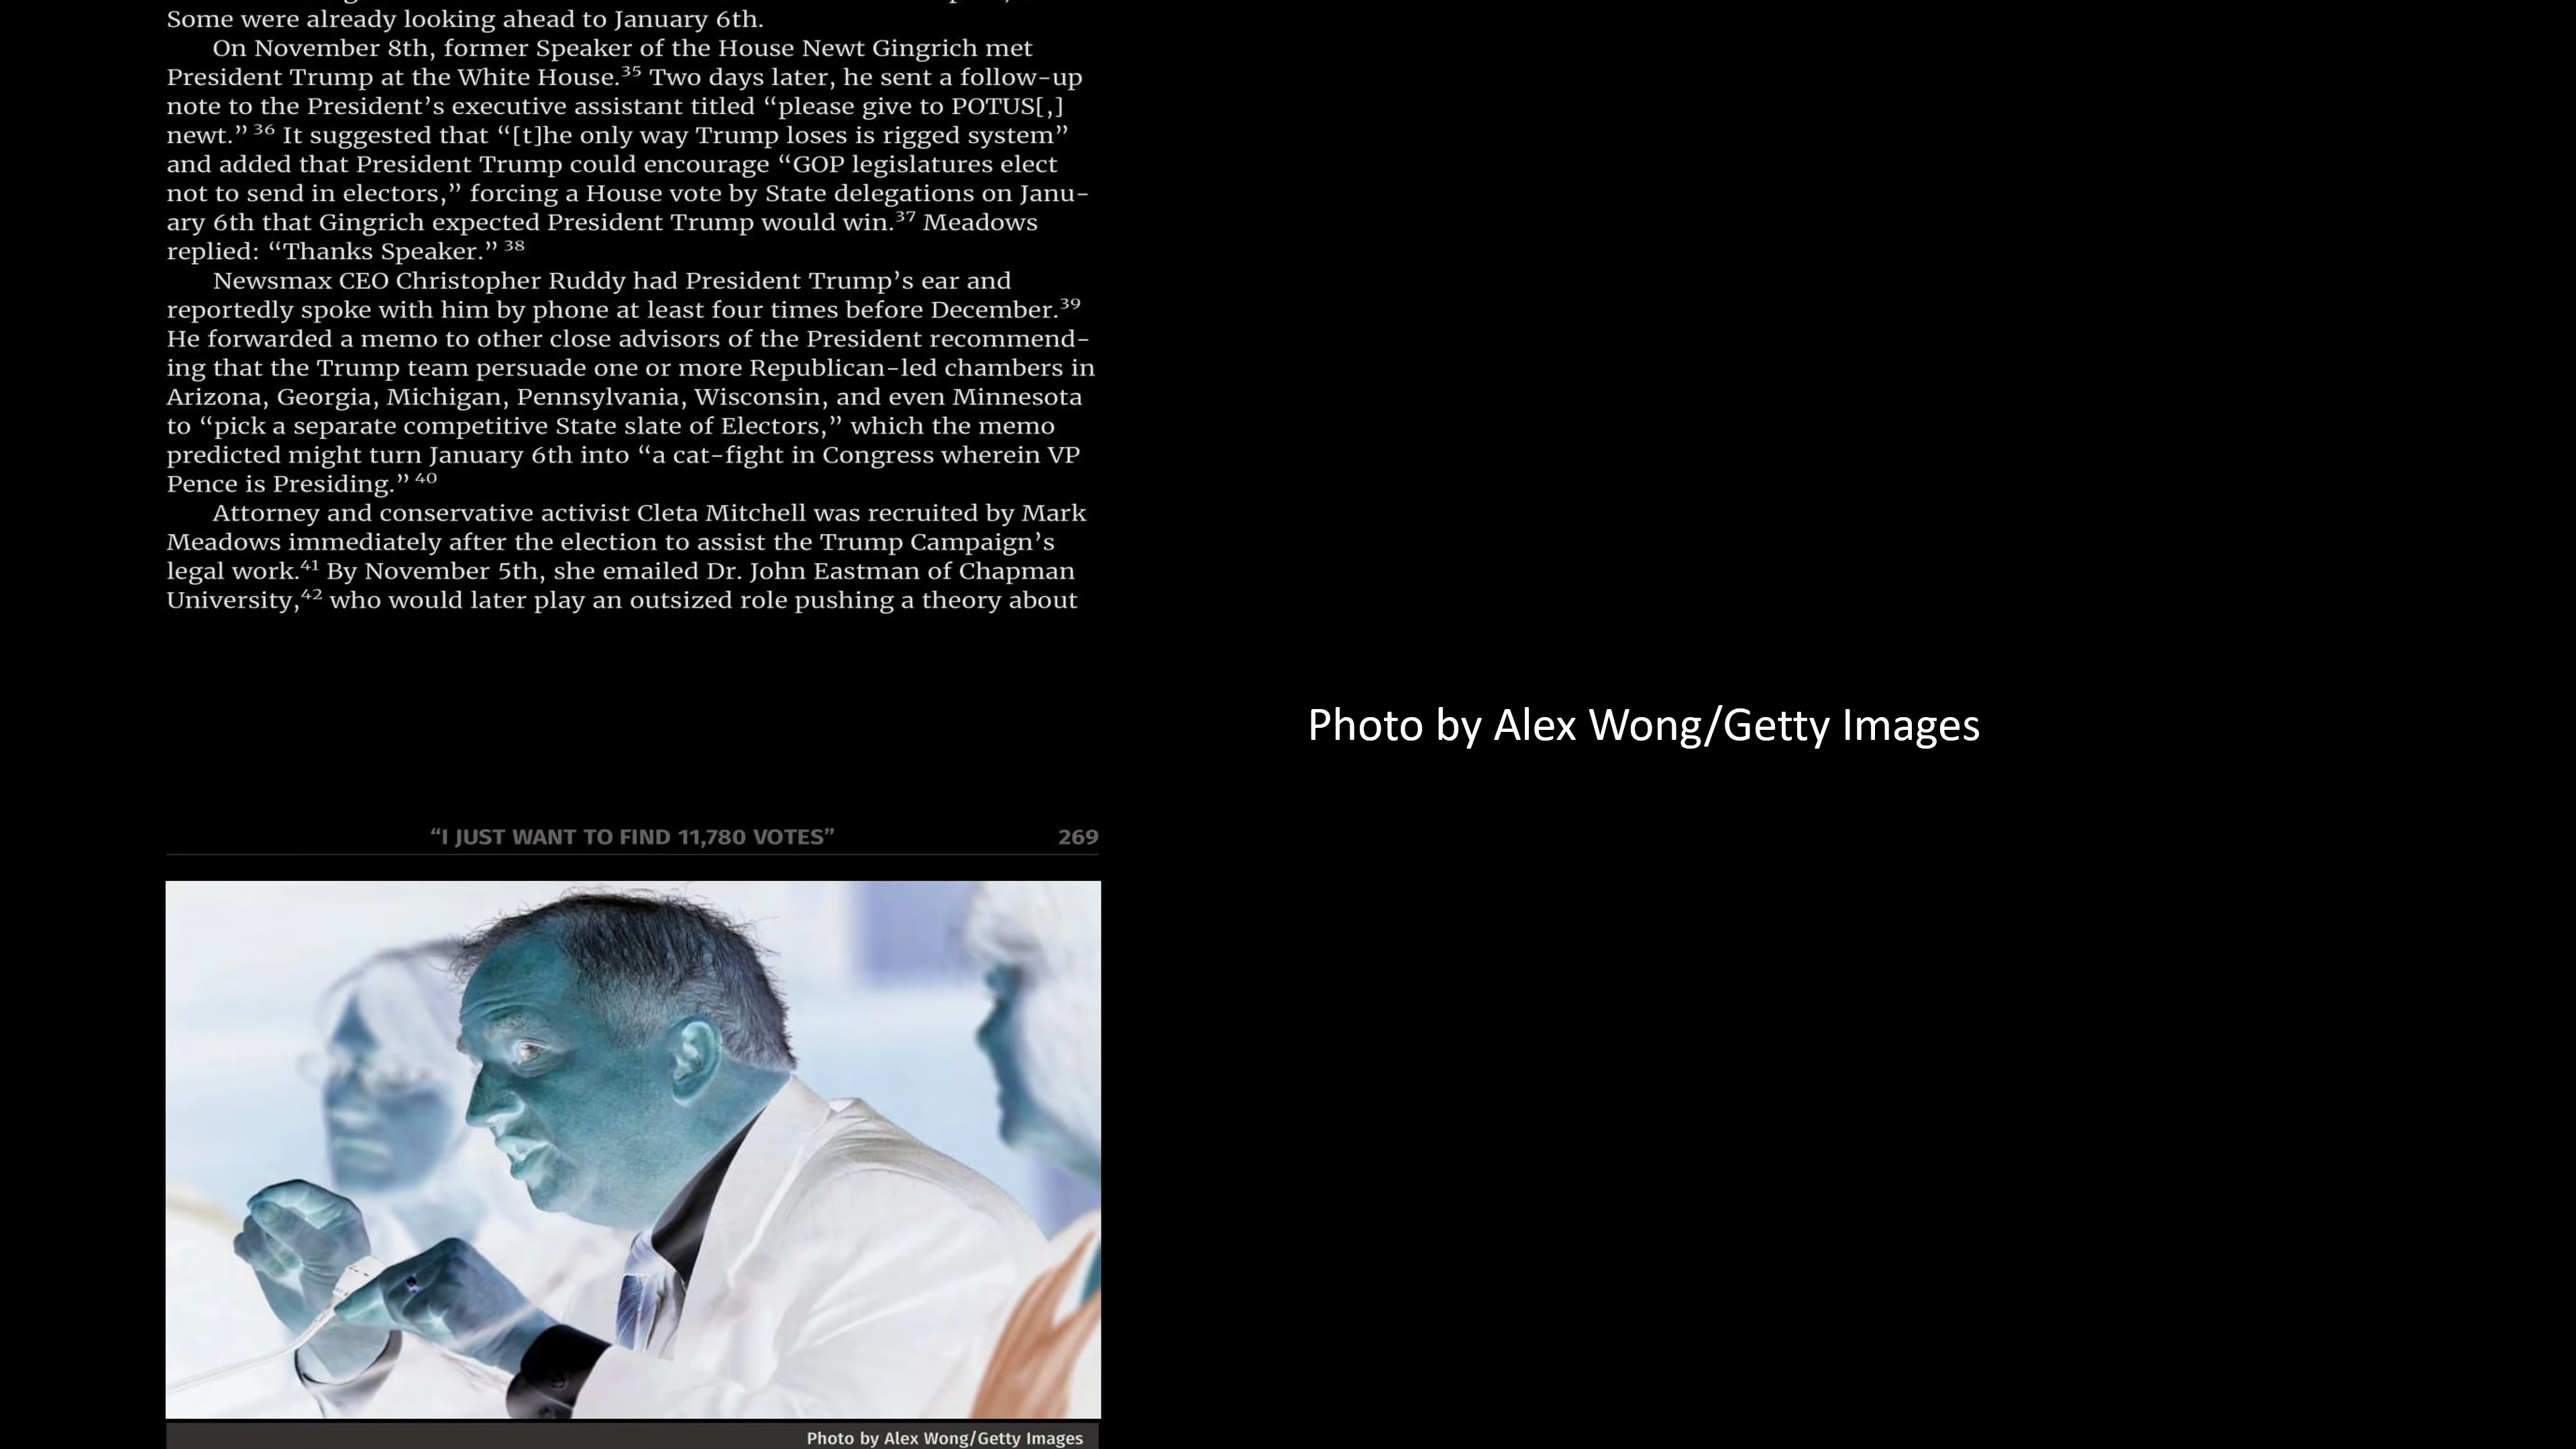 Some were already looking ahead to January 6th.
On November 8th, former Speaker of the House Newt Gingrich met
President Trump at the White House.³⁵ Two days later, he sent a follow-up
note to the President’s executive assistant titled “please give to POTUS[,]
newt.” ³⁶ It suggested that “[t]he only way Trump loses is rigged system”
and added that President Trump could encourage “GOP legislatures elect
not to send in electors,” forcing a House vote by State delegations on Janu-
ary 6th that Gingrich expected President Trump would win.³⁷ Meadows
replied: “Thanks Speaker.” ³⁸
Newsmax CEO Christopher Ruddy had President Trump’s ear and
reportedly spoke with him by phone at least four times before December.³⁹
He forwarded a memo to other close advisors of the President recommend-
ing that the Trump team persuade one or more Republican-led chambers in
Arizona, Georgia, Michigan, Pennsylvania, Wisconsin, and even Minnesota
to “pick a separate competitive State slate of Electors,” which the memo
predicted might turn January 6th into “a cat-fight in Congress wherein VP
Pence is Presiding.” ⁴⁰
Attorney and conservative activist Cleta Mitchell was recruited by Mark
Meadows immediately after the election to assist the Trump Campaign’s
legal work.⁴¹ By November 5th, she emailed Dr. John Eastman of Chapman
University,⁴² who would later play an outsized role pushing a theory about
Photo by Alex Wong/Getty Images
“I JUST WANT TO FIND 11,780 VOTES” 269
Photo by Alex Wong/Getty Images